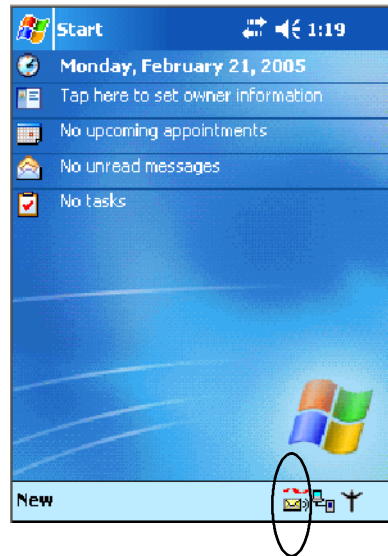 Start 1:19
Monday, February 21, 2005
Tap here to set owner information
No upcoming appointments
No unread messages
No tasks
New